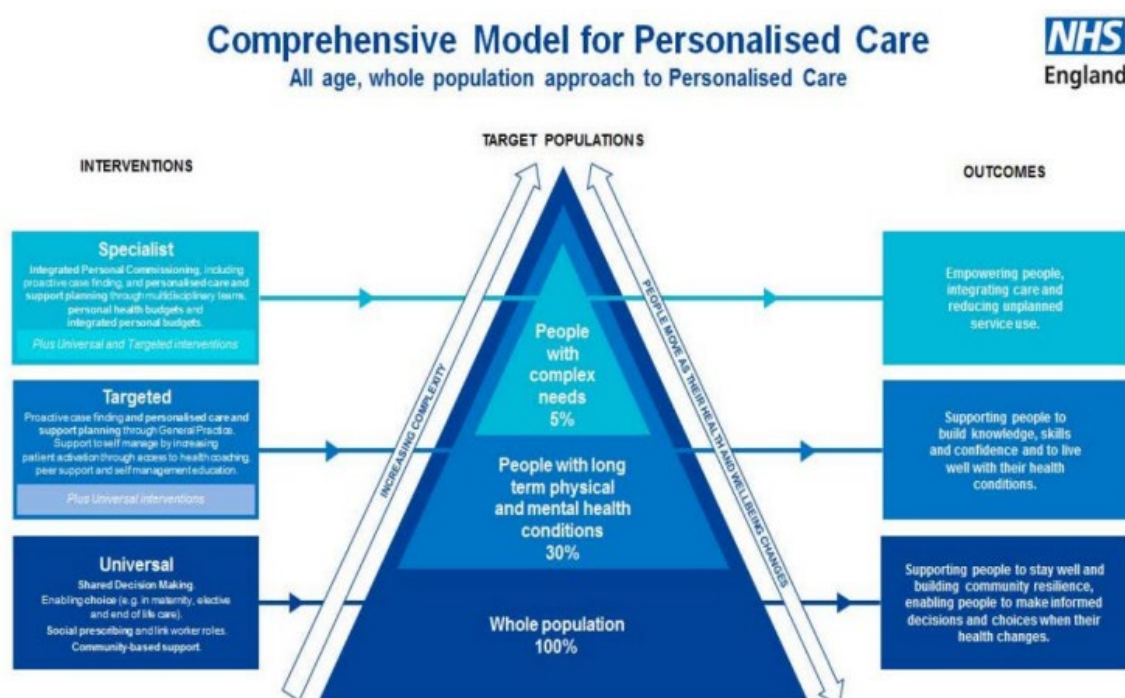 Comprehensive Model for Personalised Care
All age, whole population approach to Personalised Care
NHS
England
INTERVENTIONS
TARGET POPULATIONS
OUTCOMES
Specialist
Integrated Personal Commissioning, including
proactive case finding, and personalised care and
support planning through multidisciplinary teams,
personal health budgets and
integrated personal budgets.
Plus Universal and Targeted interventions
Targeted
Proactive case finding and personalised care and
support planning through General Practice.
Support to self manage by increasing
patient activation through access to health coaching,
peer support and self management education.
Plus Universal interventions
Universal
Shared Decision Making.
Enabling choice (e.g. in maternity, elective
and end of life care).
Social prescribing and link worker roles.
Community-based support.
INCREASING COMPLEXITY
People
with
complex
needs
5%
People with long
term physical
and mental health
conditions
30%
Whole population
100%
PEOPLE MOVE AS THEIR HEALTH AND WELLBEING CHANGES
Empowering people,
integrating care and
reducing unplanned
service use.
Supporting people to
build knowledge, skills
and confidence and to live
well with their health
conditions.
Supporting people to stay well and
building community resilience,
enabling people to make informed
decisions and choices when their
health changes.